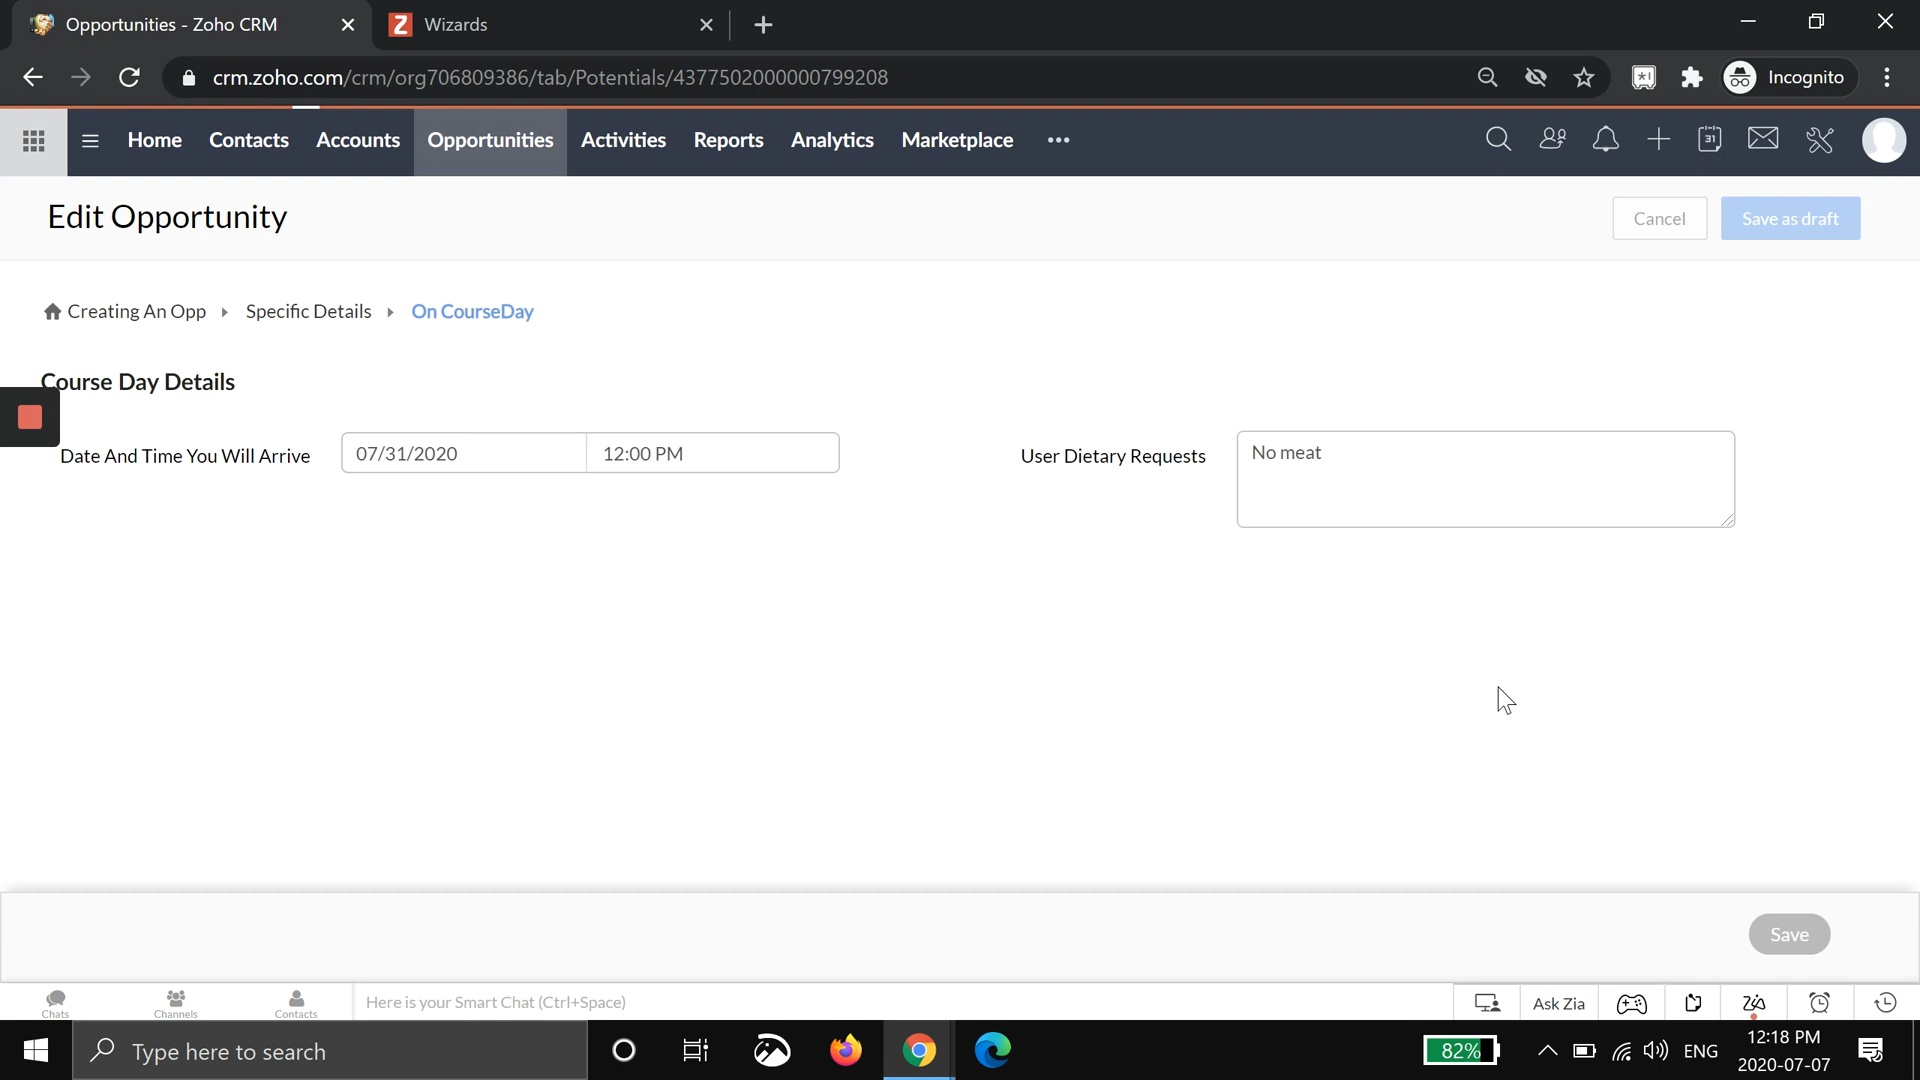 Opportunities - Zoho CRM
Wizards
crm.zoho.com/crm/org706809386/tab/Potentials/4377502000000799208
Incognito
Home Contacts Accounts Opportunities Activities Reports Analytics Marketplace
31
Edit Opportunity
Cancel
Save as draft
Creating An Opp
Specific Details
On CourseDay
Course Day Details
Date And Time You Will Arrive
07/31/2020
12:00 PM
User Dietary Requests
No meat
Save
Chats
Channels
Contacts
Here is your Smart Chat (Ctrl+Space)
Ask Zia
Type here to search
82%
ENG
12:18 PM
2020-07-07